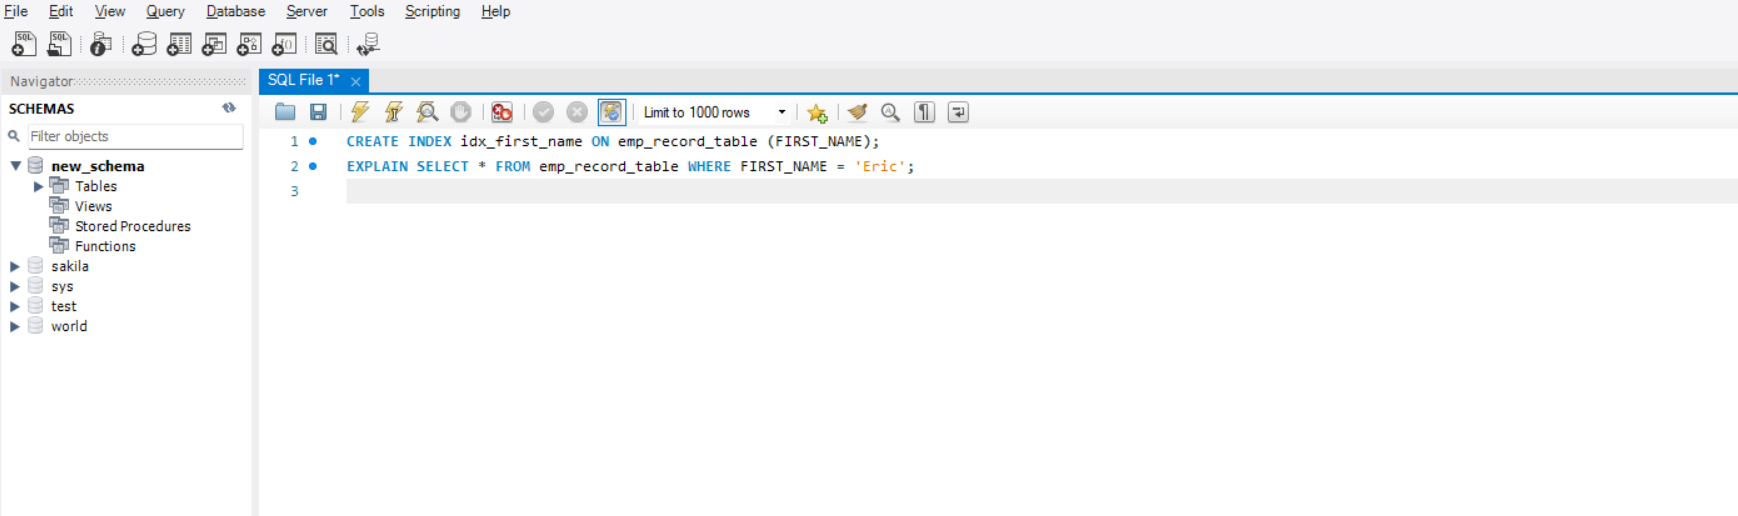 File Edit View Query Database Server Tools Scripting Help
SQL SQL
Navigator
SQL File 1*
SCHEMAS
Limit to 1000 rows
Filter objects
1 CREATE INDEX idx_first_name ON emp_record_table (FIRST_NAME);
2 EXPLAIN SELECT * FROM emp_record_table WHERE FIRST_NAME = 'Eric';
3
new_schema
Tables
Views
Stored Procedures
Functions
sakila
sys
test
world